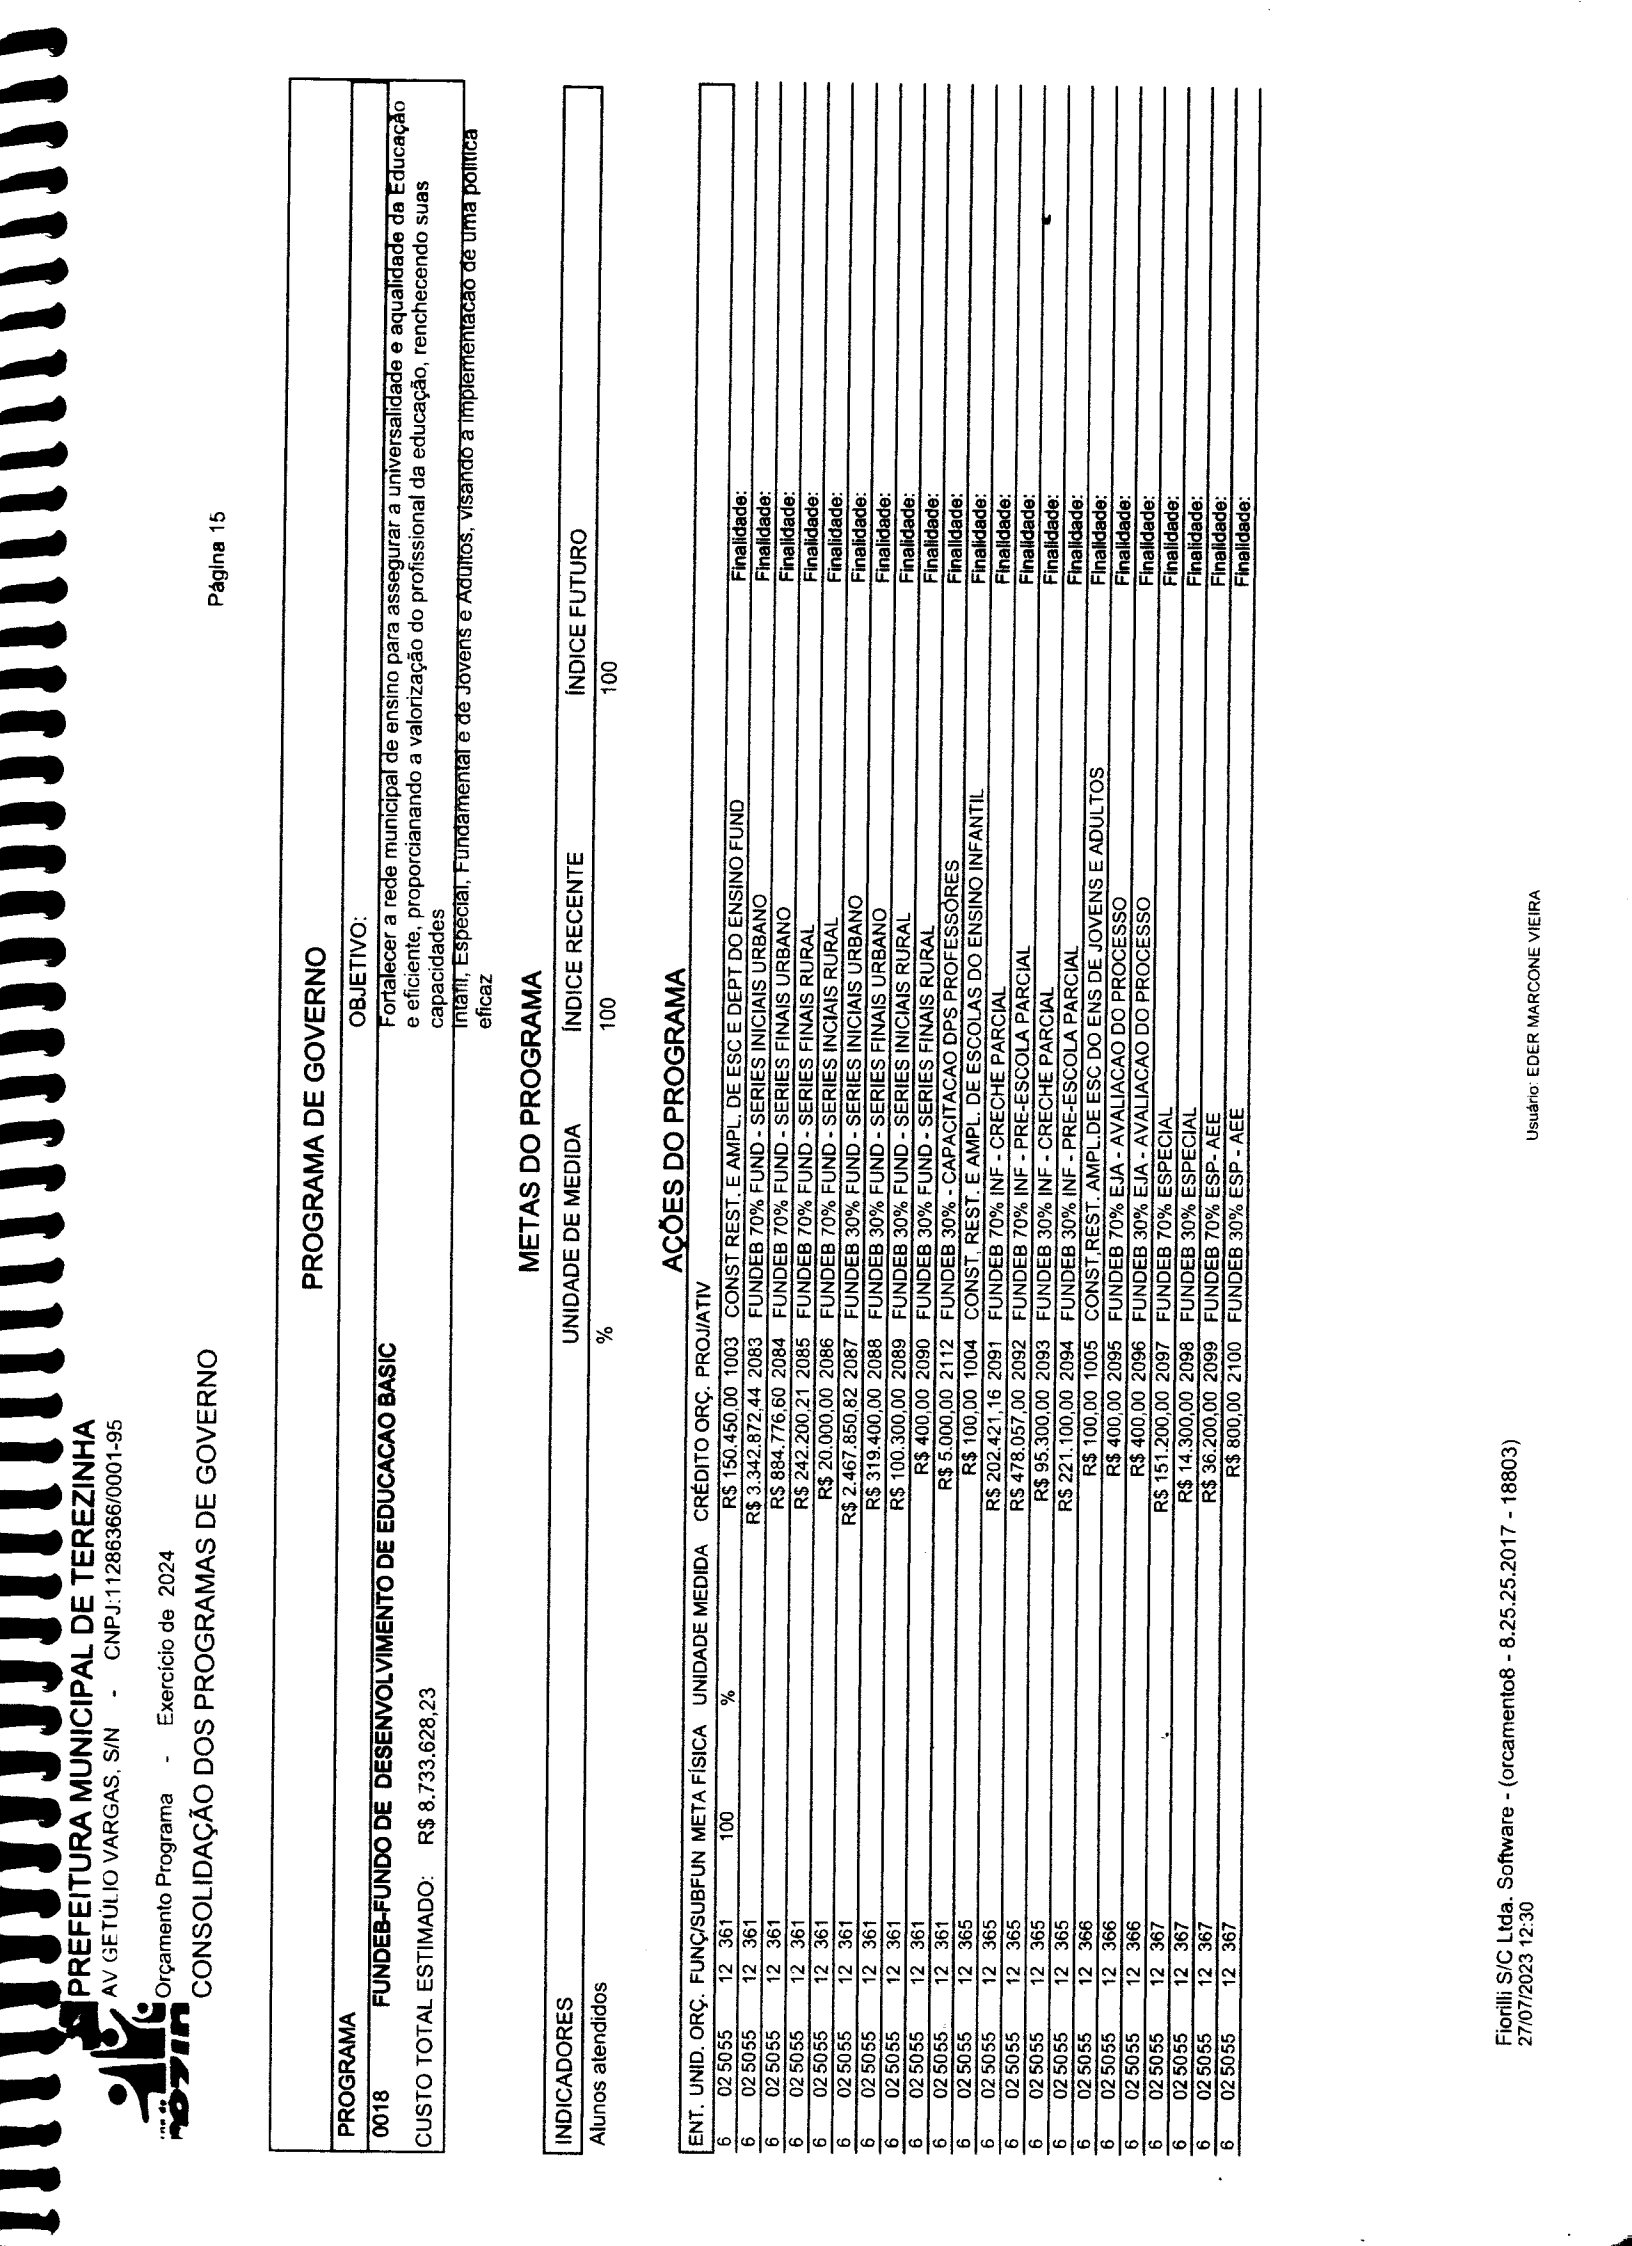 PREFEITURA MUNICIPAL DE TEREZINHA
AV GETÚLIO VARGAS, S/N - CNPJ:11286366/0001-95
Orçamento Programa - Exercício de 2024
CONSOLIDAÇÃO DOS PROGRAMAS DE GOVERNO
Página 15
PROGRAMA DE GOVERNO
PROGRAMA OBJETIVO:
0018 FUNDEB-FUNDO DE DESENVOLVIMENTO DE EDUCACAO BASIC Fortalecer a rede municipal de ensino para assegurar a universalidade e aqualidade da Educação
e eficiente, proporcianando a valorização do profissional da educação, renchecendo suas
CUSTO TOTAL ESTIMADO: R$ 8.733.628,23 capacidades
Intafil, Especial, Fundamental e de Jovens e Adultos, visando a implementacao de uma politica
eficaz
METAS DO PROGRAMA
INDICADORES UNIDADE DE MEDIDA ÍNDICE RECENTE ÍNDICE FUTURO
Alunos atendidos % 100 100
AÇÕES DO PROGRAMA
ENT. UNID. ORÇ. FUNÇ/SUBFUN META FÍSICA UNIDADE MEDIDA CRÉDITO ORÇ. PROJ/ATIV
6 02 5055 12 361 100 % R$ 150.450,00 1003 CONST REST. E AMPL. DE ESC E DEPT DO ENSINO FUND Finalidade:
6 02 5055 12 361 R$ 3.342.872,44 2083 FUNDEB 70% FUND - SERIES INICIAIS URBANO Finalidade:
6 02 5055 12 361 R$ 884.776,60 2084 FUNDEB 70% FUND - SERIES FINAIS URBANO Finalidade:
6 02 5055 12 361 R$ 242.200,21 2085 FUNDEB 70% FUND - SERIES FINAIS RURAL Finalidade:
6 02 5055 12 361 R$ 20.000,00 2086 FUNDEB 70% FUND - SERIES INICIAIS RURAL Finalidade:
6 02 5055 12 361 R$ 2.467.850,82 2087 FUNDEB 30% FUND - SERIES INICIAIS URBANO Finalidade:
6 02 5055 12 361 R$ 319.400,00 2088 FUNDEB 30% FUND - SERIES FINAIS URBANO Finalidade:
6 02 5055 12 361 R$ 100.300,00 2089 FUNDEB 30% FUND - SERIES INICIAIS RURAL Finalidade:
6 02 5055 12 361 R$ 400,00 2090 FUNDEB 30% FUND - SERIES FINAIS RURAL Finalidade:
6 02 5055 12 361 R$ 5.000,00 2112 FUNDEB 30% - CAPACITACAO DPS PROFESSORES Finalidade:
6 02 5055 12 365 R$ 100,00 1004 CONST, REST. E AMPL. DE ESCOLAS DO ENSINO INFANTIL Finalidade:
6 02 5055 12 365 R$ 202.421,16 2091 FUNDEB 70% INF - CRECHE PARCIAL Finalidade:
6 02 5055 12 365 R$ 478.057,00 2092 FUNDEB 70% INF - PRE-ESCOLA PARCIAL Finalidade:
6 02 5055 12 365 R$ 95.300,00 2093 FUNDEB 30% INF - CRECHE PARCIAL Finalidade:
6 02 5055 12 365 R$ 221.100,00 2094 FUNDEB 30% INF - PRE-ESCOLA PARCIAL Finalidade:
6 02 5055 12 366 R$ 100,00 1005 CONST,REST. AMPL.DE ESC DO ENS DE JOVENS E ADULTOS Finalidade:
6 02 5055 12 366 R$ 400,00 2095 FUNDEB 70% EJA - AVALIACAO DO PROCESSO Finalidade:
6 02 5055 12 366 R$ 400,00 2096 FUNDEB 30% EJA - AVALIACAO DO PROCESSO Finalidade:
6 02 5055 12 367 R$ 151.200,00 2097 FUNDEB 70% ESPECIAL Finalidade:
6 02 5055 12 367 R$ 14.300,00 2098 FUNDEB 30% ESPECIAL Finalidade:
6 02 5055 12 367 R$ 36.200,00 2099 FUNDEB 70% ESP- AEE Finalidade:
6 02 5055 12 367 R$ 800,00 2100 FUNDEB 30% ESP - AEE Finalidade:
Fiorilli S/C Ltda. Software - (orcamento8 - 8.25.25.2017 - 18803)
27/07/2023 12:30 Usuário: EDER MARCONE VIEIRA